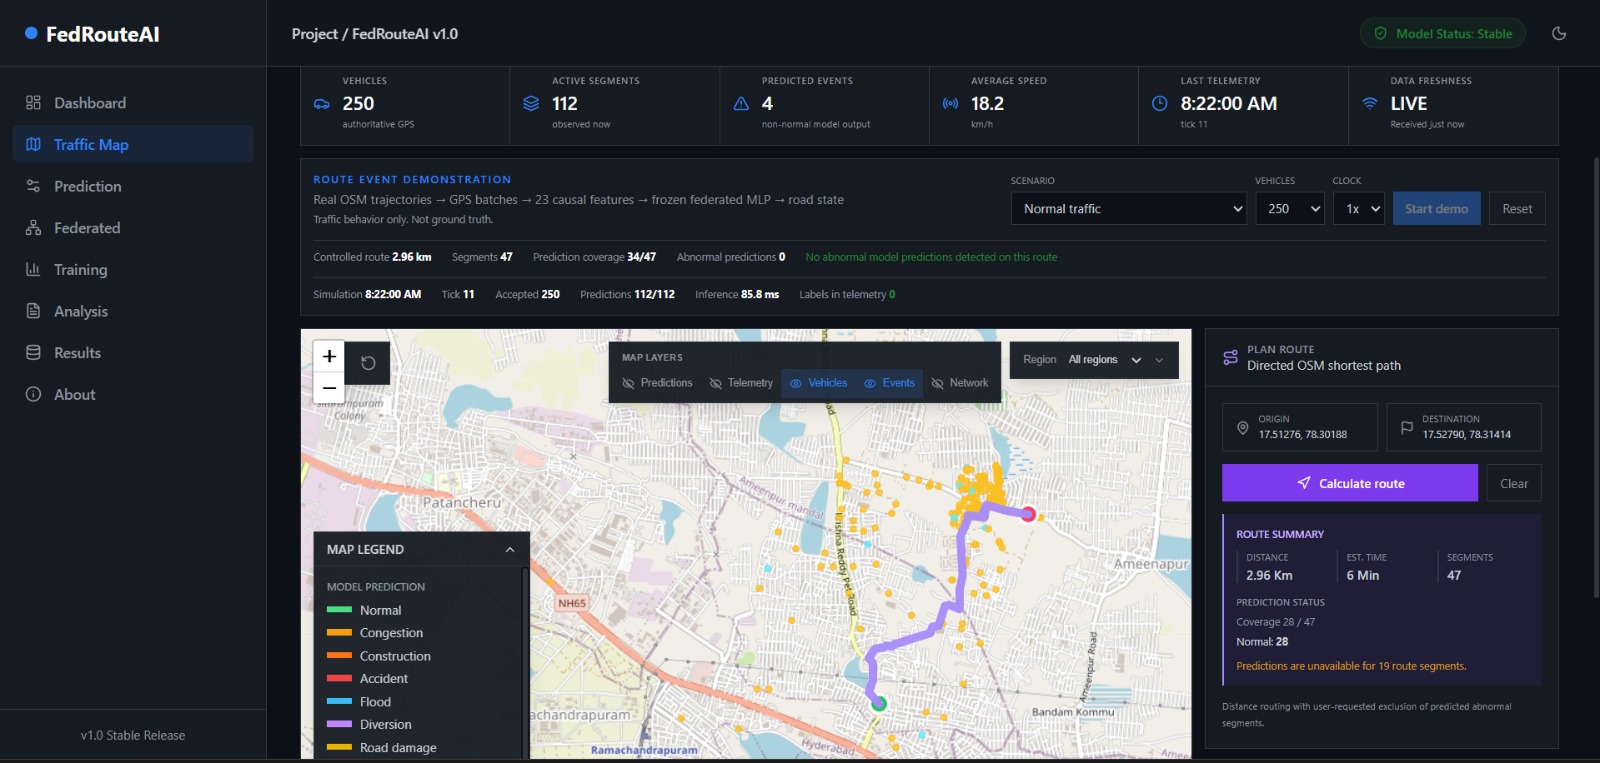 FedRouteAI
Project / FedRouteAI v1.0
Model Status: Stable
Dashboard
Traffic Map
Prediction
Federated
Training
Analysis
Results
About
v1.0 Stable Release
VEHICLES
250
authoritative GPS
ACTIVE SEGMENTS
112
observed now
PREDICTED EVENTS
4
non-normal model output
AVERAGE SPEED
18.2
km/h
LAST TELEMETRY
8:22:00 AM
tick 11
DATA FRESHNESS
LIVE
Received just now
ROUTE EVENT DEMONSTRATION
Real OSM trajectories → GPS batches → 23 causal features → frozen federated MLP → road state
Traffic behavior only. Not ground truth.
SCENARIO
Normal traffic
VEHICLES
250
CLOCK
1x
Start demo
Reset
Controlled route 2.96 km Segments 47 Prediction coverage 34/47 Abnormal predictions 0 No abnormal model predictions detected on this route
Simulation 8:22:00 AM Tick 11 Accepted 250 Predictions 112/112 Inference 85.8 ms Labels in telemetry 0
+
−
MAP LAYERS
Predictions Telemetry Vehicles Events Network
Region All regions
Colony
Patancheru
Ameenpur mandal
Krishna Reddy Pet Road
Ameenapur
NH65
Ameenpur Road
Bandam Kommu
Ramachandrapuram
Hyderabad
MAP LEGEND
MODEL PREDICTION
Normal
Congestion
Construction
Accident
Flood
Diversion
Road damage
PLAN ROUTE
Directed OSM shortest path
ORIGIN
17.51276, 78.30188
DESTINATION
17.52790, 78.31414
Calculate route
Clear
ROUTE SUMMARY
DISTANCE
2.96 Km
EST. TIME
6 Min
SEGMENTS
47
PREDICTION STATUS
Coverage 28 / 47
Normal: 28
Predictions are unavailable for 19 route segments.
Distance routing with user-requested exclusion of predicted abnormal
segments.